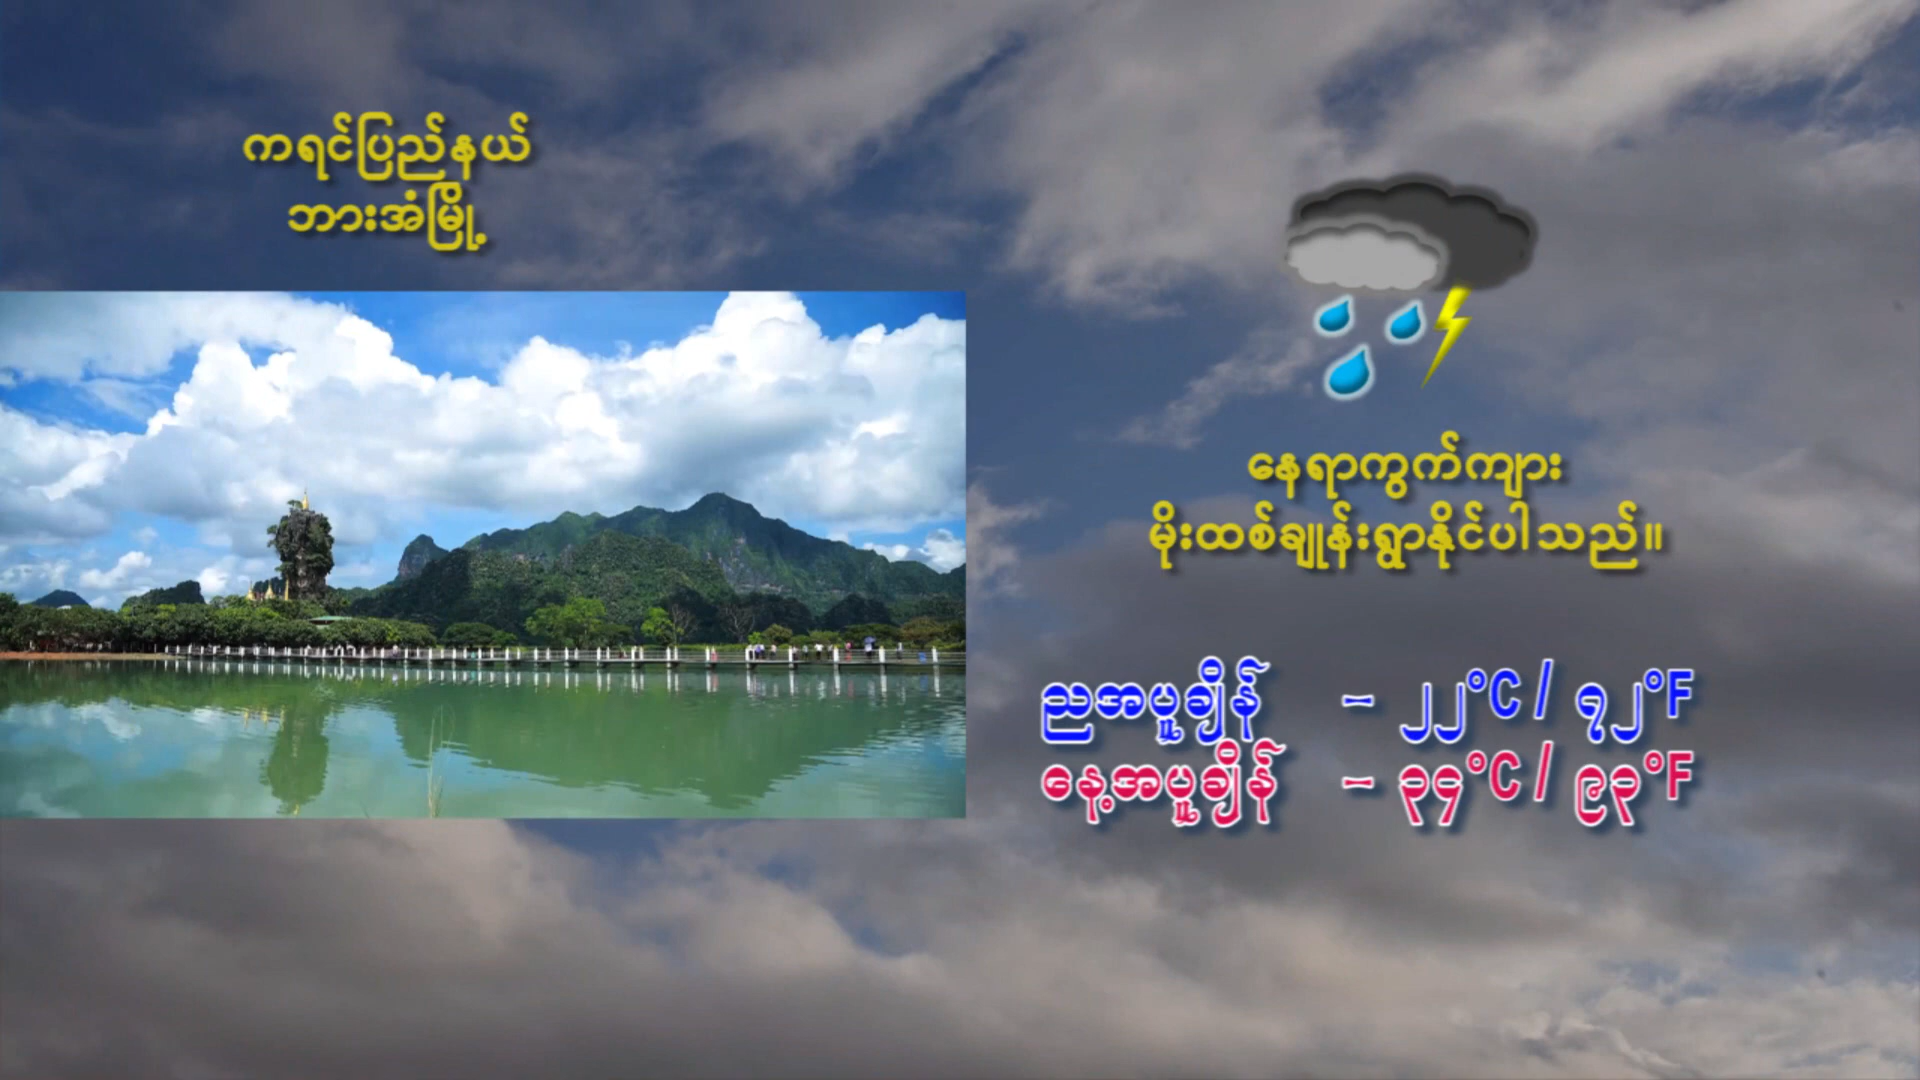 ကရင်ပြည်နယ်
ဘားအံမြို့
နေရာကွက်ကျား
မိုးထစ်ချုန်းရွာနိုင်ပါသည်။
ညအပူချိန် - ၂၂°C / ၇၂°F
နေ့အပူချိန် - ၃၄°C / ၉၃°F